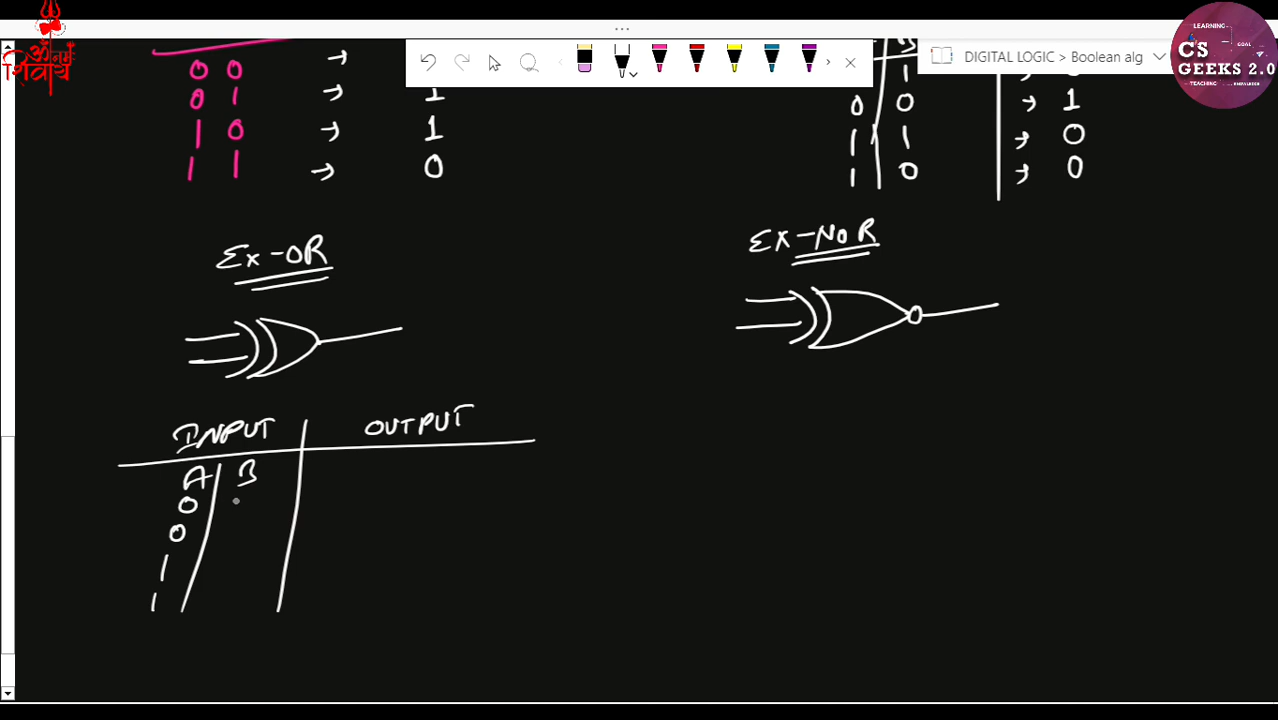 ॐ नमः
शिवाय
DIGITAL LOGIC > Boolean alg
LEARNING
GOAL
CS
GEEKS 2.0
TEACHING
0 0 →
0 1 → 1
1 0 → 1
1 1 → 0
B
1
0 0 → 1
1 1 → 0
1 0 → 0
Ex-OR
Ex-NOR
INPUT OUTPUT
A B
0
0
1
1